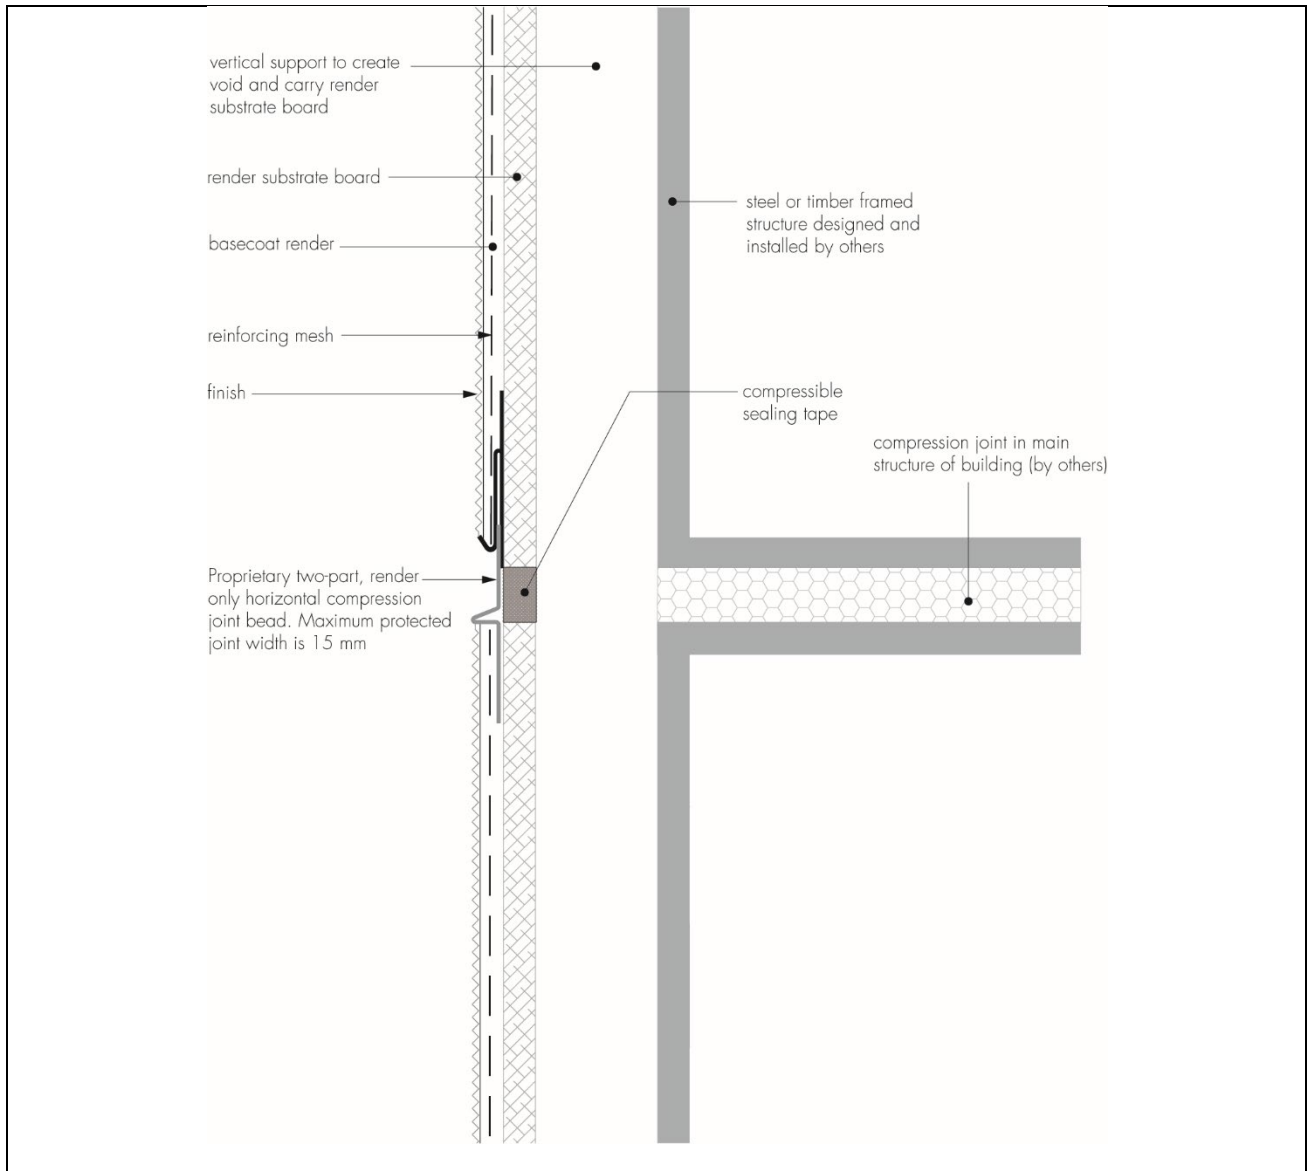 vertical support to create
void and carry render
substrate board
render substrate board
basecoat render
reinforcing mesh
finish
Proprietary two-part, render
only horizontal compression
joint bead. Maximum protected
joint width is 15 mm
steel or timber framed
structure designed and
installed by others
compressible
sealing tape
compression joint in main
structure of building (by others)